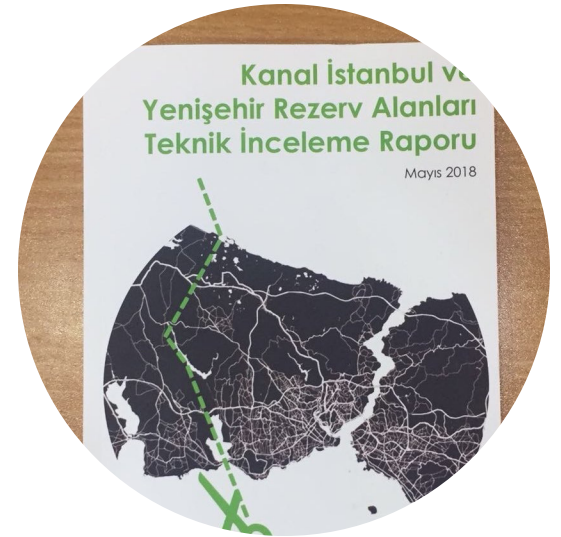 Kanal İstanbul ve
Yenişehir Rezerv Alanları
Teknik İnceleme Raporu
Mayıs 2018